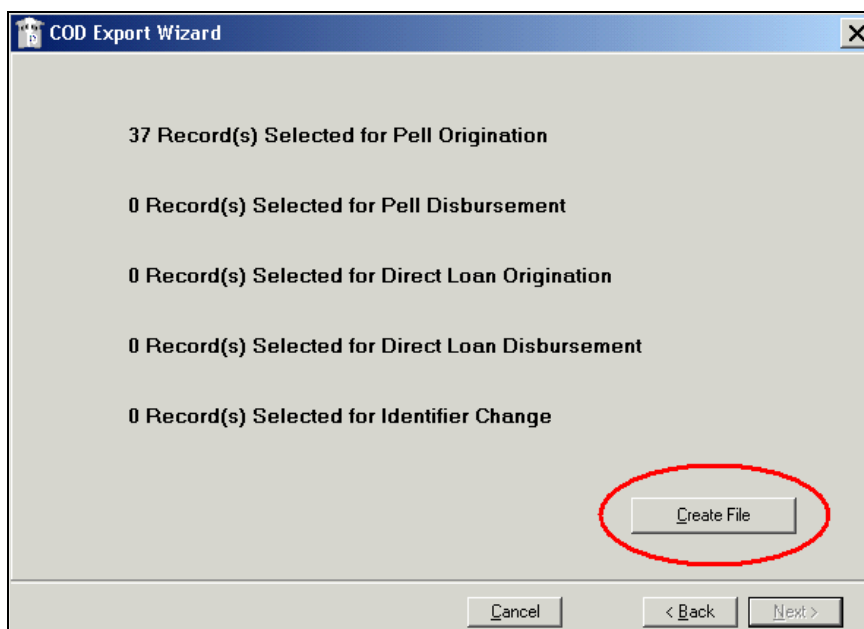 COD Export Wizard
37 Record(s) Selected for Pell Origination
0 Record(s) Selected for Pell Disbursement
0 Record(s) Selected for Direct Loan Origination
0 Record(s) Selected for Direct Loan Disbursement
0 Record(s) Selected for Identifier Change
Create File
Cancel
< Back
Next >